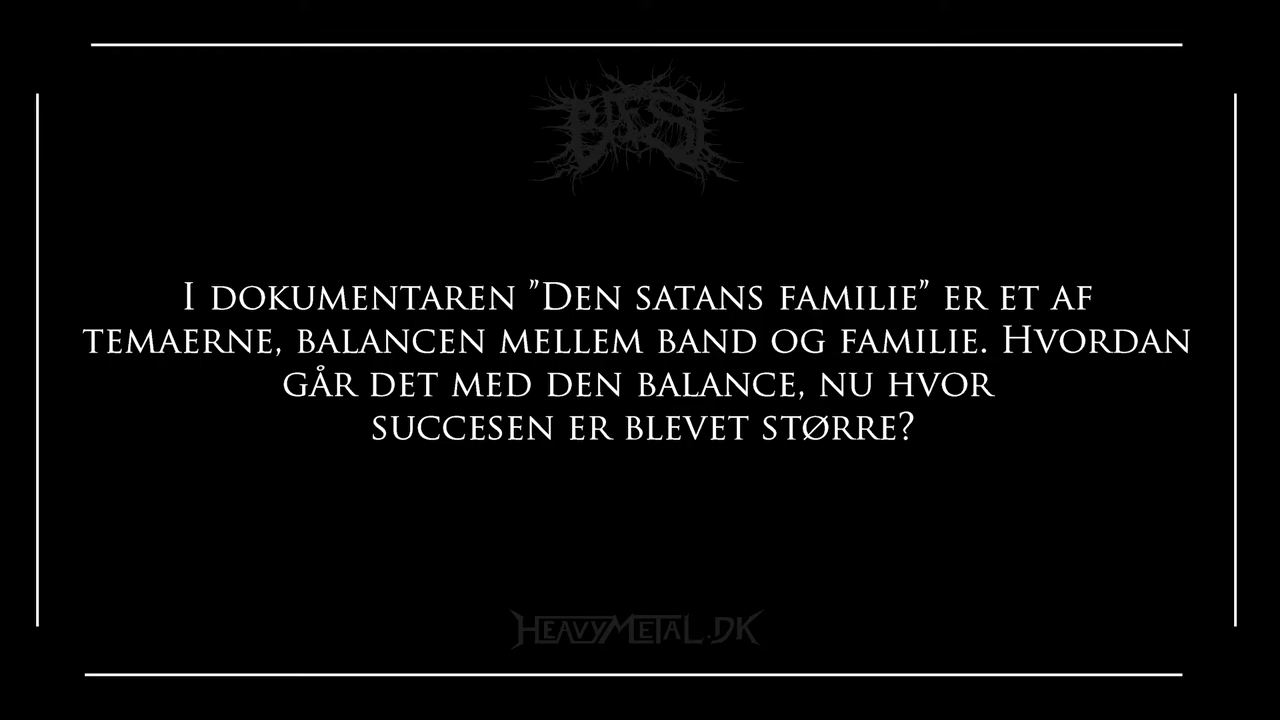 BÆST
I DOKUMENTAREN ”DEN SATANS FAMILIE” ER ET AF
TEMAERNE, BALANCEN MELLEM BAND OG FAMILIE. HVORDAN
GÅR DET MED DEN BALANCE, NU HVOR
SUCCESEN ER BLEVET STØRRE?
HEAVYMETAL.DK